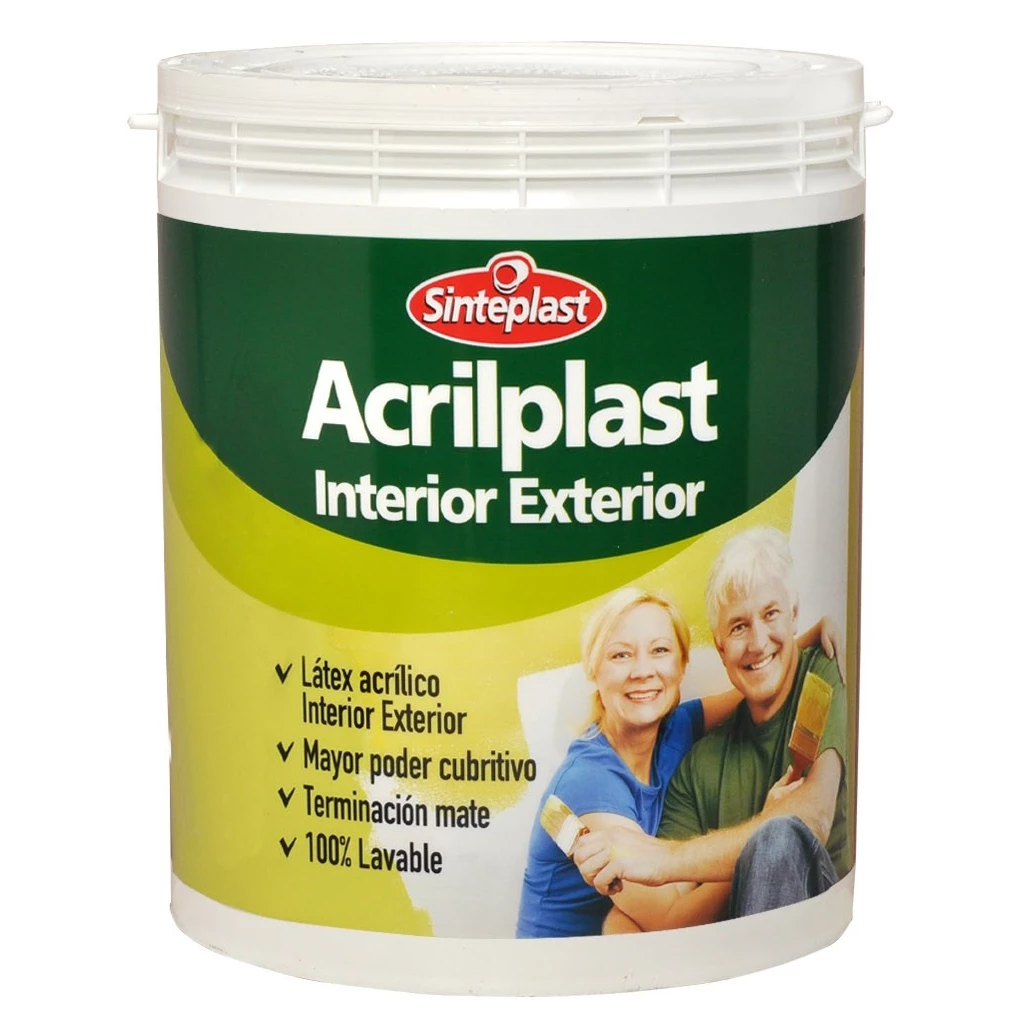 Sinteplast
Acrilplast
Interior Exterior
Látex acrílico
Interior Exterior
Mayor poder cubritivo
Terminación mate
100% Lavable